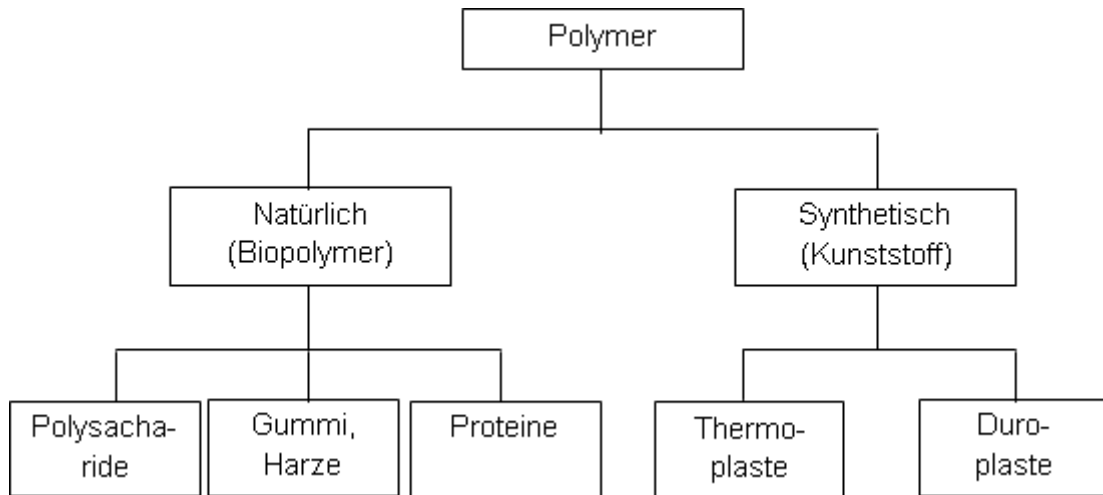 Polymer
Natürlich
(Biopolymer)
Synthetisch
(Kunststoff)
Polysacha-
ride
Gummi,
Harze
Proteine
Thermo-
plaste
Duro-
plaste